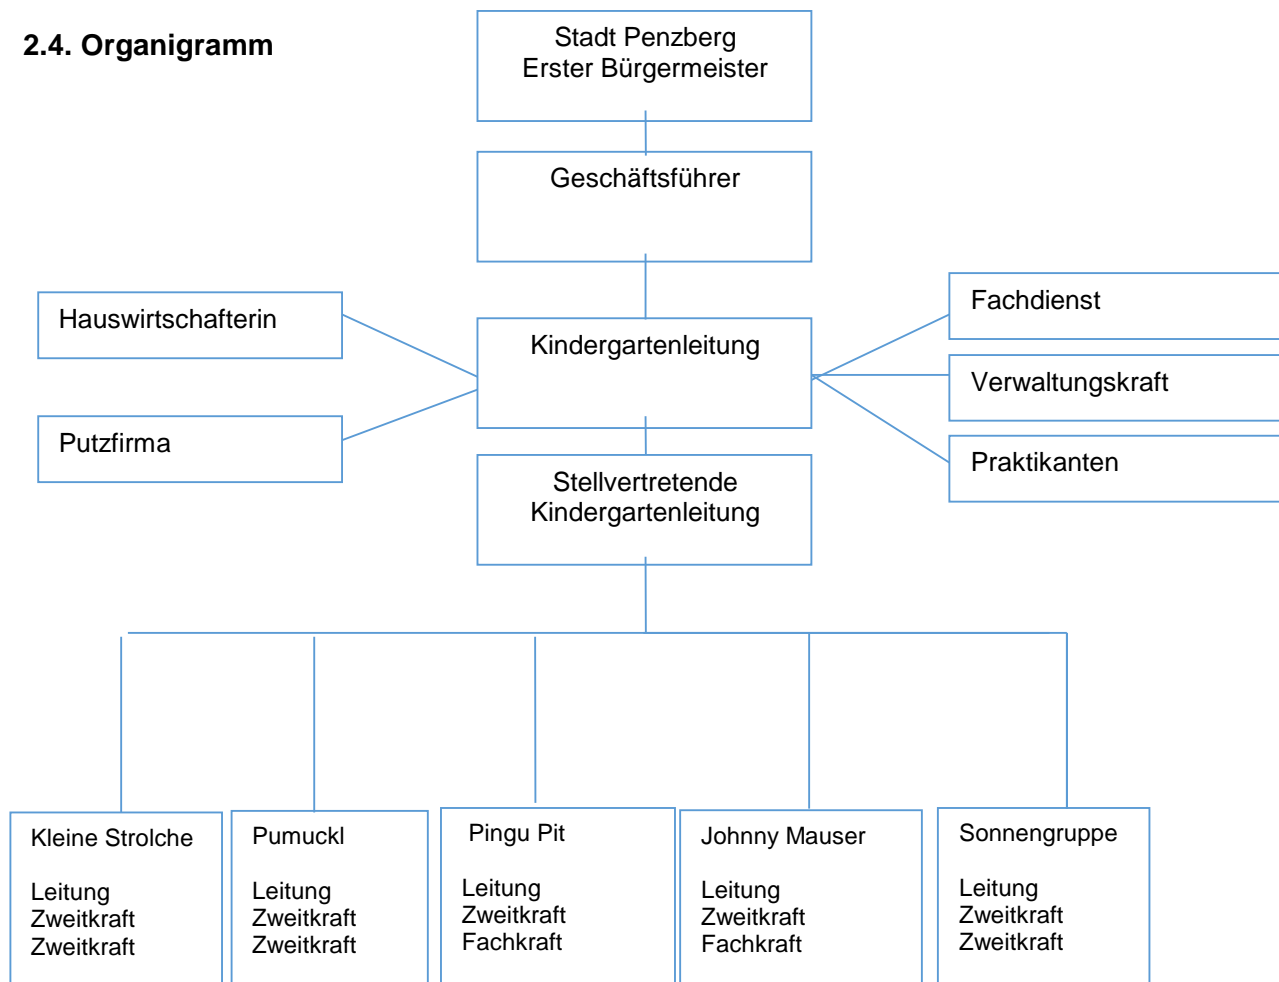 2.4. Organigramm
Stadt Penzberg
Erster Bürgermeister
Geschäftsführer
Hauswirtschafterin
Putzfirma
Kindergartenleitung
Fachdienst
Verwaltungskraft
Praktikanten
Stellvertretende
Kindergartenleitung
Kleine Strolche
Leitung
Zweitkraft
Zweitkraft
Pumuckl
Leitung
Zweitkraft
Zweitkraft
Pingu Pit
Leitung
Zweitkraft
Fachkraft
Johnny Mauser
Leitung
Zweitkraft
Fachkraft
Sonnengruppe
Leitung
Zweitkraft
Zweitkraft